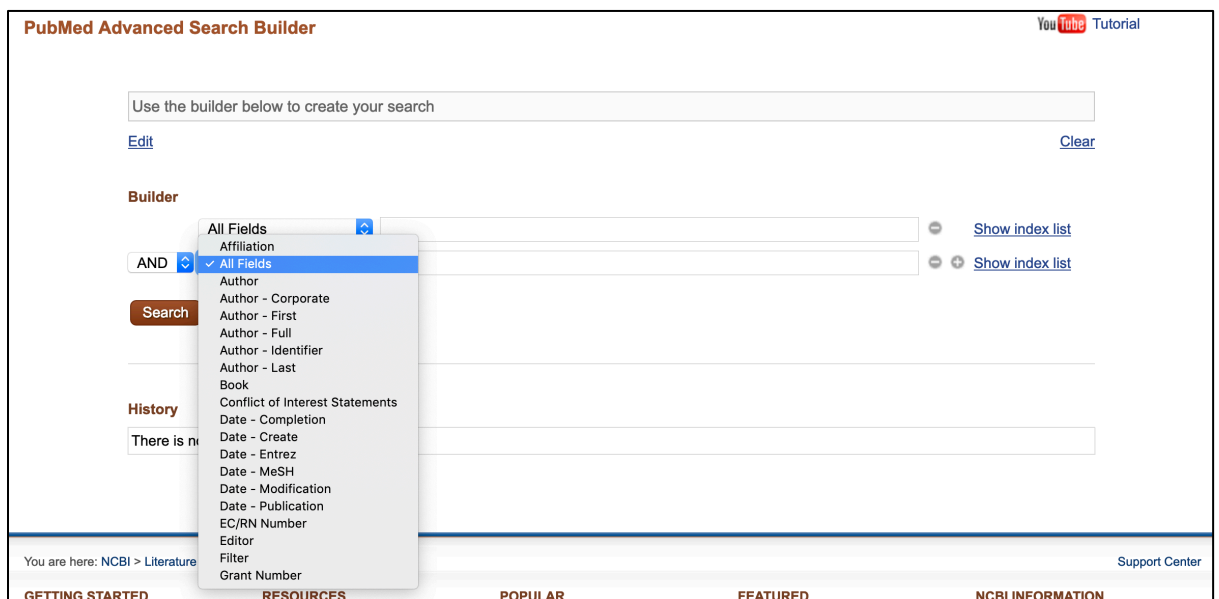 PubMed Advanced Search Builder
You Tube Tutorial
Use the builder below to create your search
Edit
Clear
Builder
All Fields
Show index list
AND
Show index list
Affiliation
✓ All Fields
Author
Author - Corporate
Author - First
Author - Full
Author - Identifier
Author - Last
Book
Conflict of Interest Statements
Date - Completion
Date - Create
Date - Entrez
Date - MeSH
Date - Modification
Date - Publication
EC/RN Number
Editor
Filter
Grant Number
Search
History
There is
You are here: NCBI > Literature
Support Center
GETTING STARTED
RESOURCES
POPULAR
FEATURED
NCBI INFORMATION